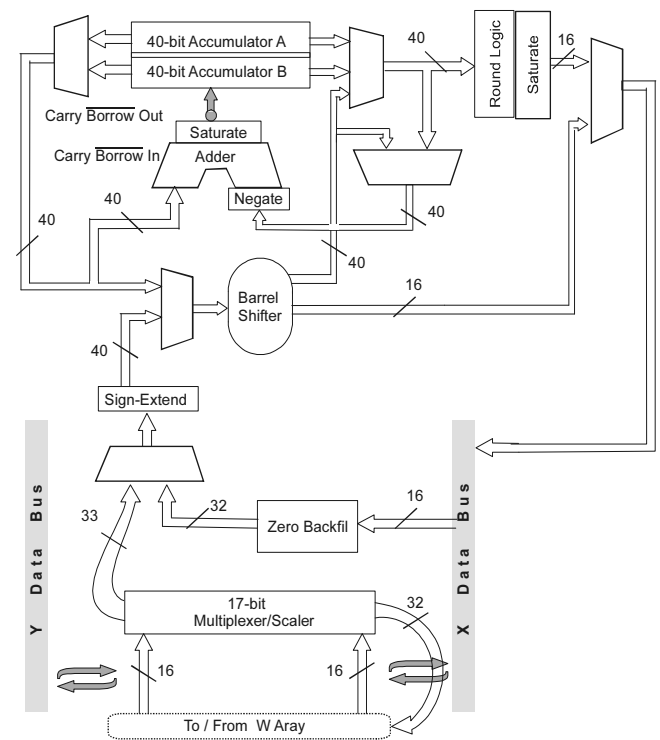 40-bit Accumulator A
40-bit Accumulator B
40
Round Logic
Saturate
16
Carry Borrow Out
Saturate
Carry Borrow In
Adder
Negate
40
40
40
40
Barrel
Shifter
16
40
Sign-Extend
Y Data Bus
X Data Bus
33
32
Zero Backfil
16
17-bit
Multiplexer/Scaler
32
16
16
To / From W Aray